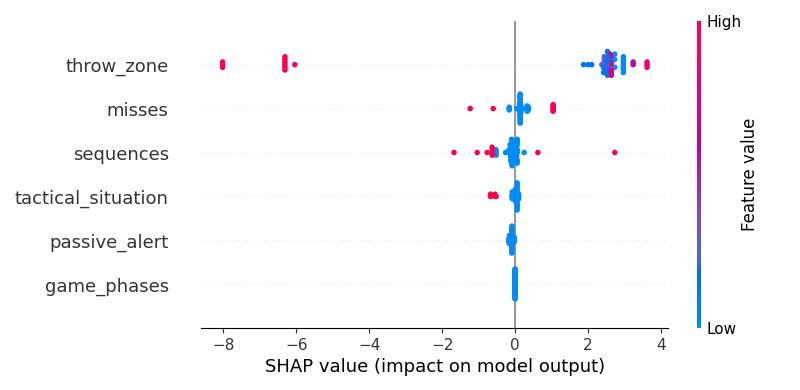 High
throw_zone
misses
sequences
tactical_situation
passive_alert
game_phases
Feature value
Low
−8 −6 −4 −2 0 2 4
SHAP value (impact on model output)